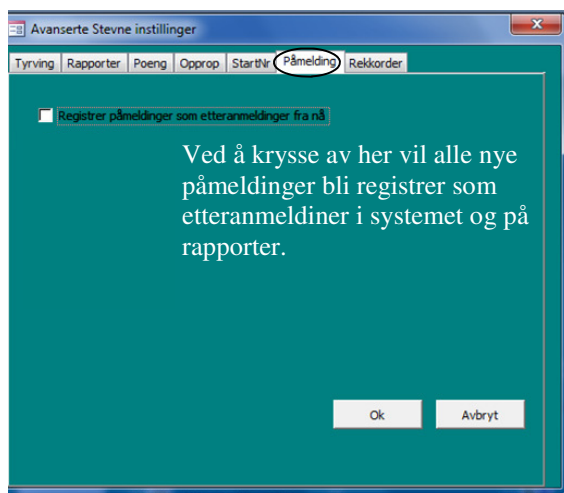 Avanserte Stevne instillinger
Tyrving Rapporter Poeng Opprop StartNr Påmelding Rekkorder
Registrer påmeldinger som etteranmeldinger fra nå
Ved å krysse av her vil alle nye
påmeldinger bli registrer som
etteranmeldiner i systemet og på
rapporter.
Ok Avbryt